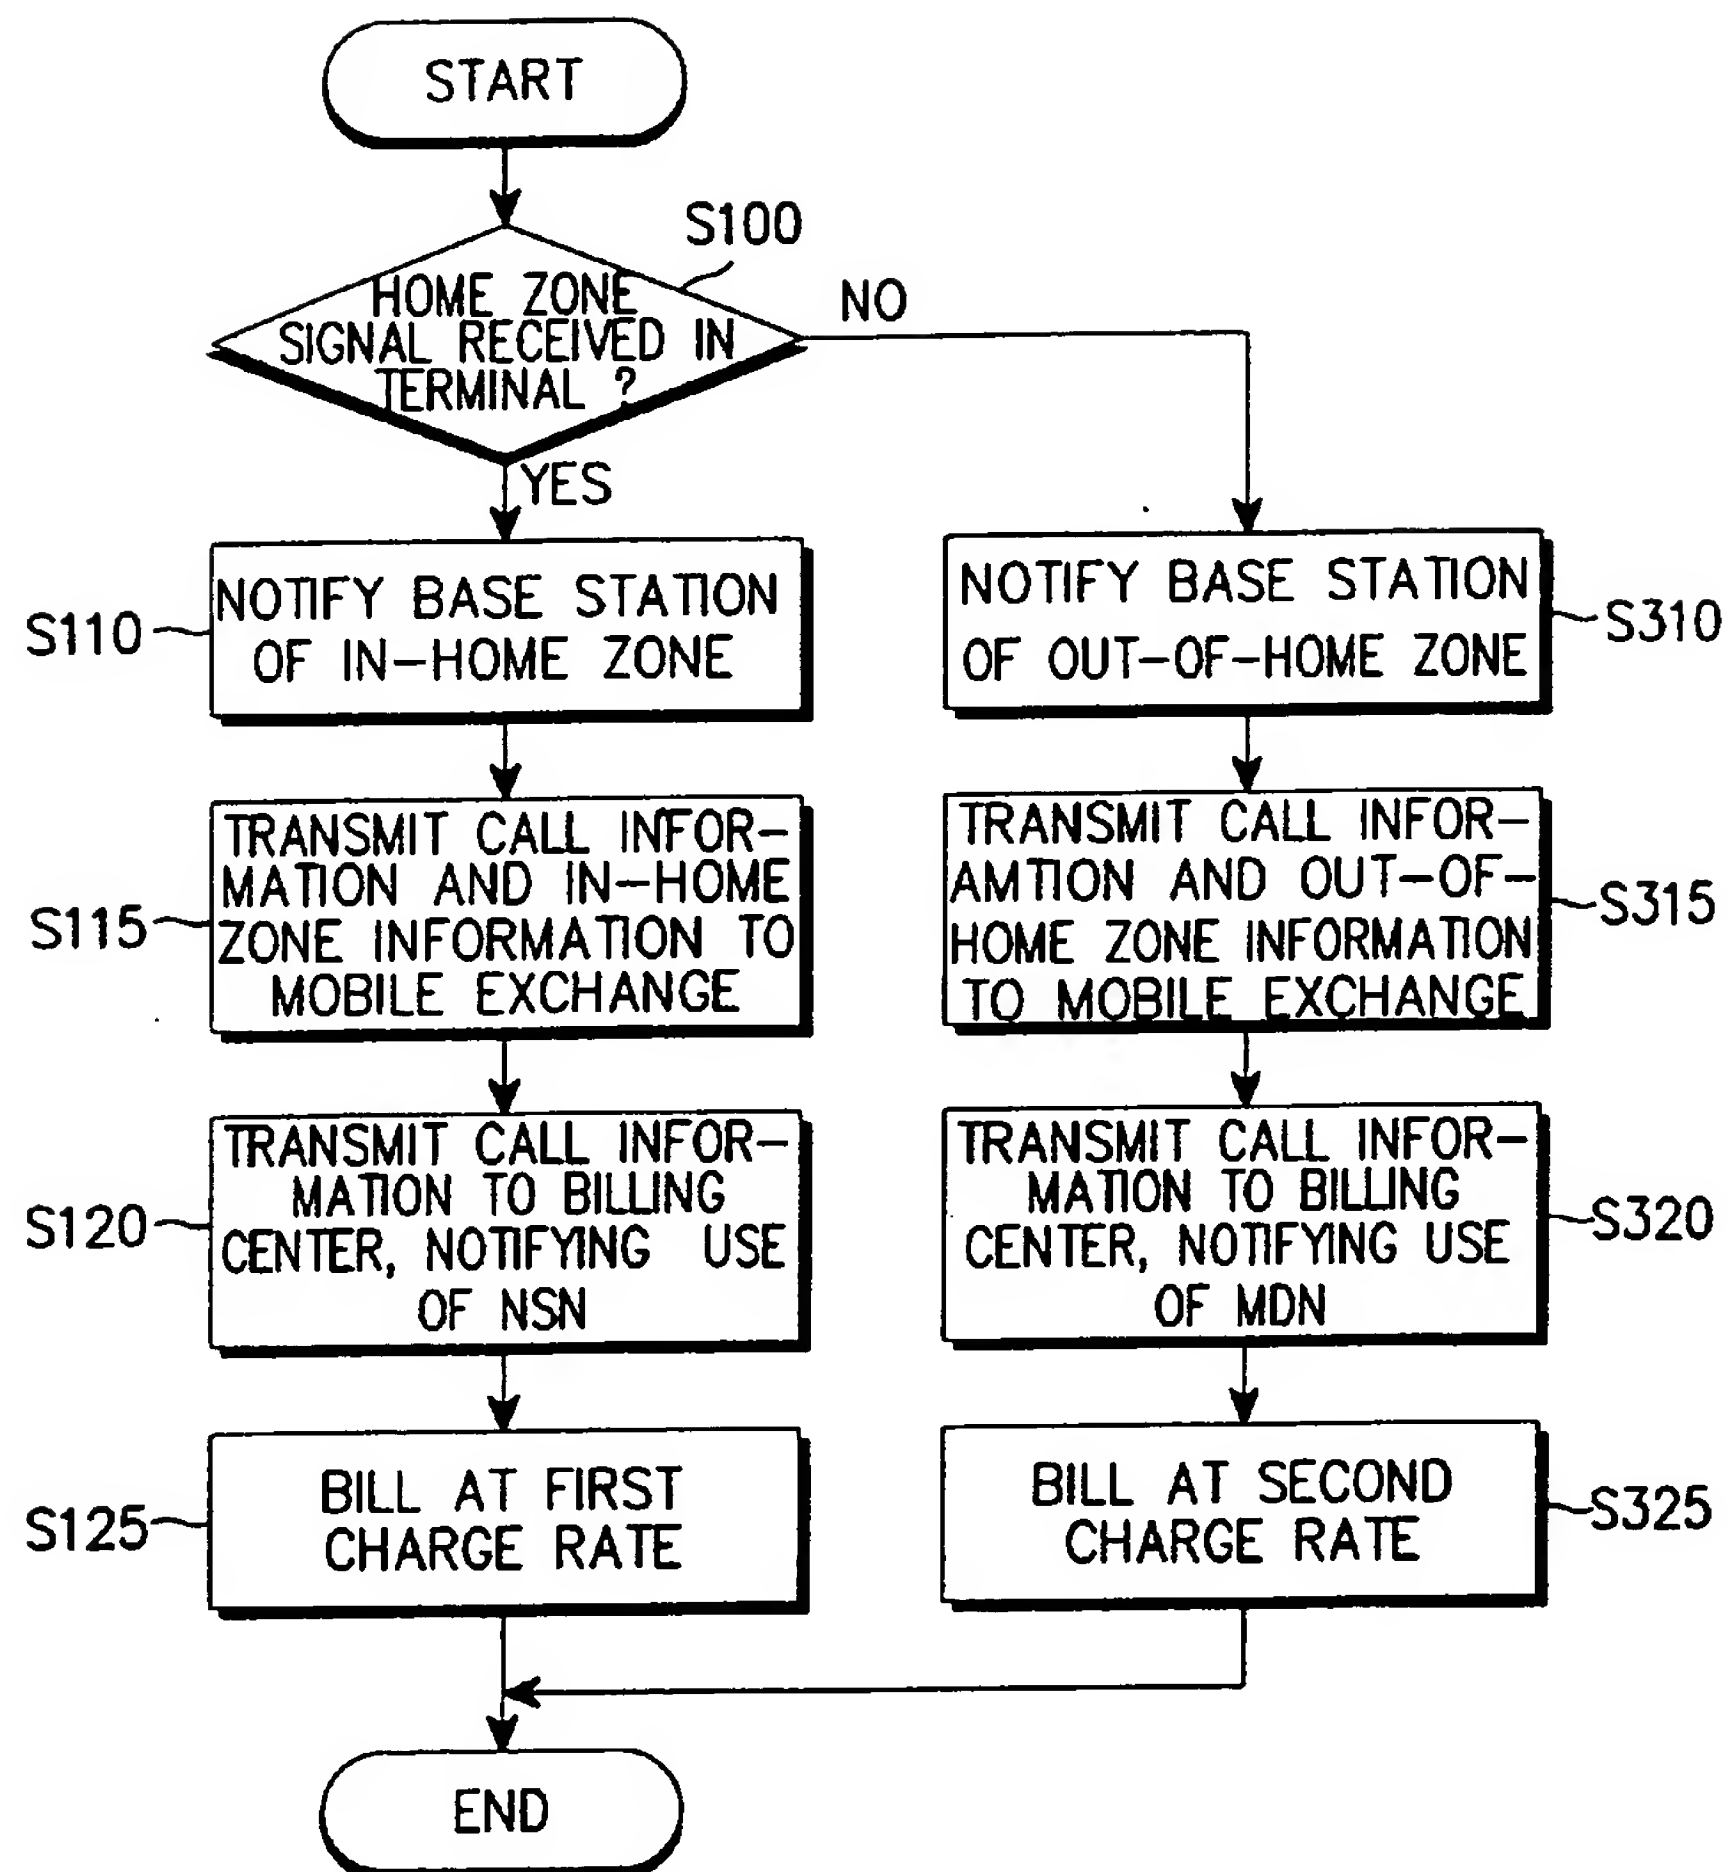 START
S100
HOME ZONE
SIGNAL RECEIVED IN
TERMINAL ?
NO
YES
S110
NOTIFY BASE STATION
OF IN-HOME ZONE
NOTIFY BASE STATION
OF OUT-OF-HOME ZONE
S310
S115
TRANSMIT CALL INFOR-
MATION AND IN-HOME
ZONE INFORMATION TO
MOBILE EXCHANGE
TRANSMIT CALL INFOR-
AMTION AND OUT-OF-
HOME ZONE INFORMATION
TO MOBILE EXCHANGE
S315
S120
TRANSMIT CALL INFOR-
MATION TO BILLING
CENTER, NOTIFYING USE
OF NSN
TRANSMIT CALL INFOR-
MATION TO BILLING
CENTER, NOTIFYING USE
OF MDN
S320
S125
BILL AT FIRST
CHARGE RATE
BILL AT SECOND
CHARGE RATE
S325
END